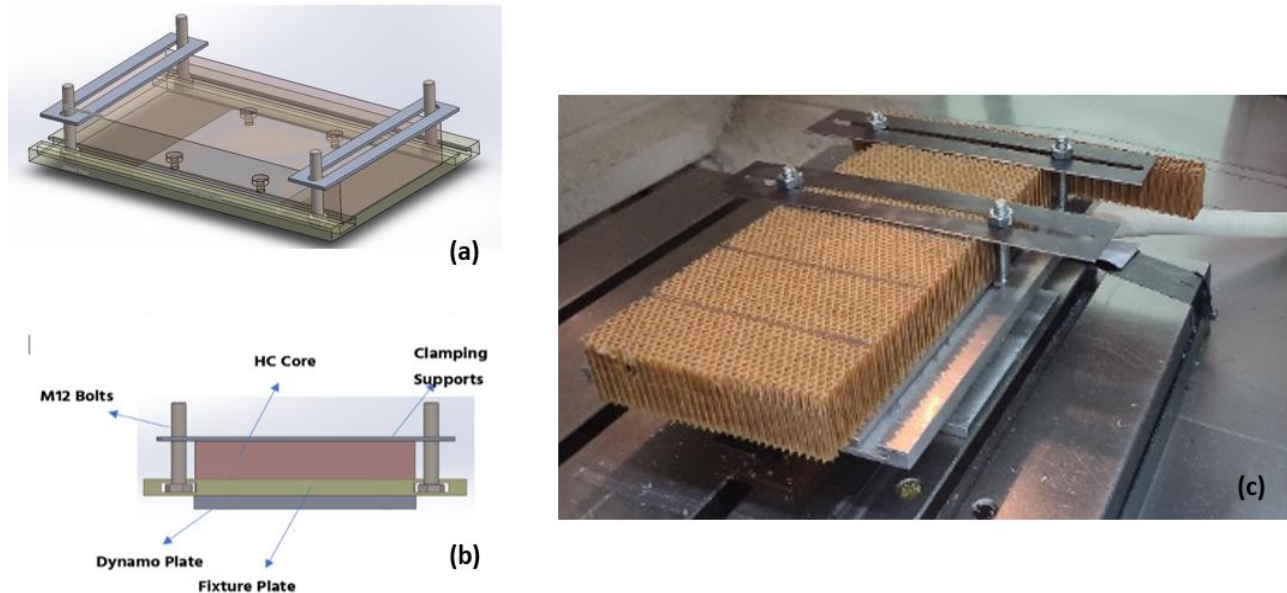 (a)
HC Core
Clamping
Supports
M12 Bolts
Dynamo Plate
Fixture Plate
(b)
(c)